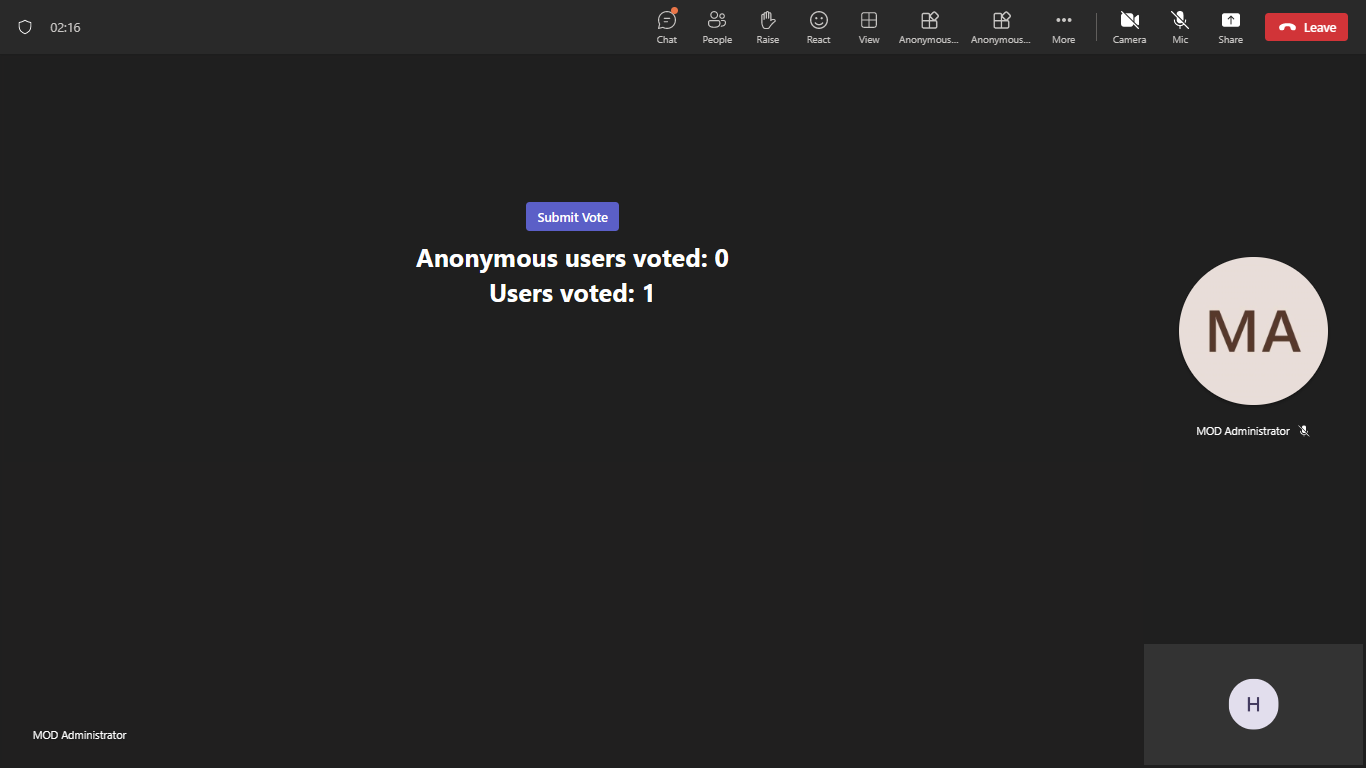 02:16
Chat
People
Raise
React
View
Anonymous...
Anonymous...
More
Camera
Mic
Share
Leave
Submit Vote
Anonymous users voted: 0
Users voted: 1
MA
MOD Administrator
H
MOD Administrator